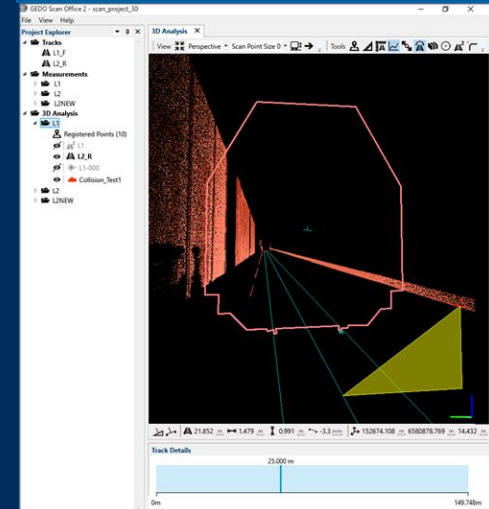 GEDO Scan Office 2 - scan_project_3D
File View Help
Project Explorer
Tracks
L1_F
L2_R
Measurements
L1
L2
L2NEW
3D Analysis
L1
Registered Points (10)
L1
L2_R
L1-000
Collision_Test1
L2
L2NEW
3D Analysis
View Perspective Scan Point Size 0 Tools
21.852 m 1.479 m 0.991 m -3.3 mm 152674.108 m 6580878.769 m 14.432 m
Track Details
25.000 m
0m 149.748m